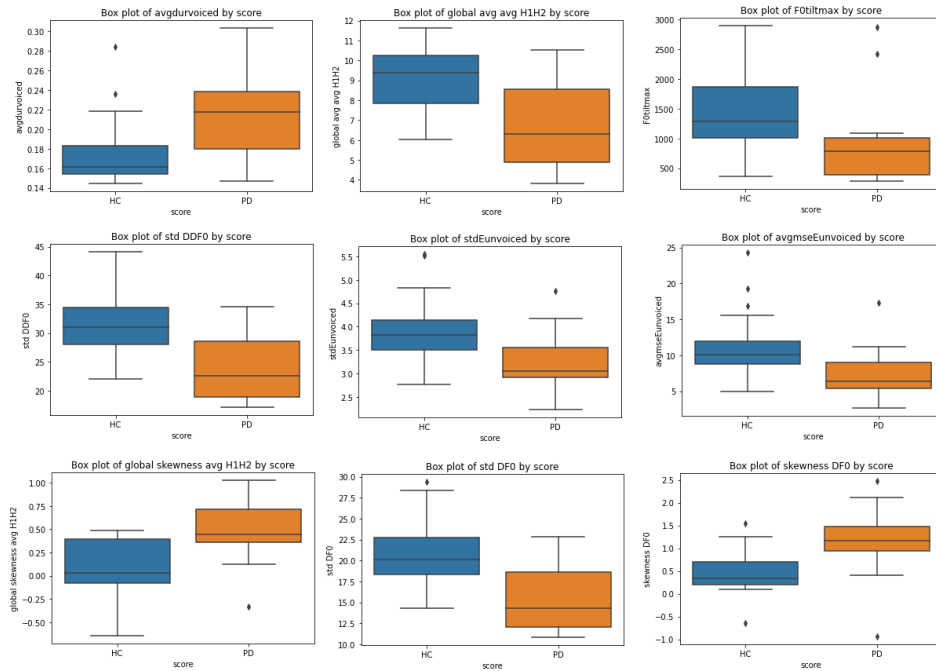 Box plot of avgdurvoiced by score
0.30
0.28
0.26
0.24
0.22
0.20
0.18
0.16
0.14
avgdurvoiced
HC
PD
score
Box plot of global avg avg H1H2 by score
12
11
10
9
8
7
6
5
4
global avg avg H1H2
HC
PD
score
Box plot of F0tiltmax by score
3000
2500
2000
1500
1000
500
F0tiltmax
HC
PD
score
Box plot of std DDF0 by score
45
40
35
30
25
20
std DDF0
HC
PD
score
Box plot of stdEunvoiced by score
5.5
5.0
4.5
4.0
3.5
3.0
2.5
stdEunvoiced
HC
PD
score
Box plot of avgmseEunvoiced by score
25
20
15
10
5
avgmseEunvoiced
HC
PD
score
Box plot of global skewness avg H1H2 by score
1.00
0.75
0.50
0.25
0.00
−0.25
−0.50
global skewness avg H1H2
HC
PD
score
Box plot of std DF0 by score
30.0
27.5
25.0
22.5
20.0
17.5
15.0
12.5
10.0
std DF0
HC
PD
score
Box plot of skewness DF0 by score
2.5
2.0
1.5
1.0
0.5
0.0
−0.5
−1.0
skewness DF0
HC
PD
score